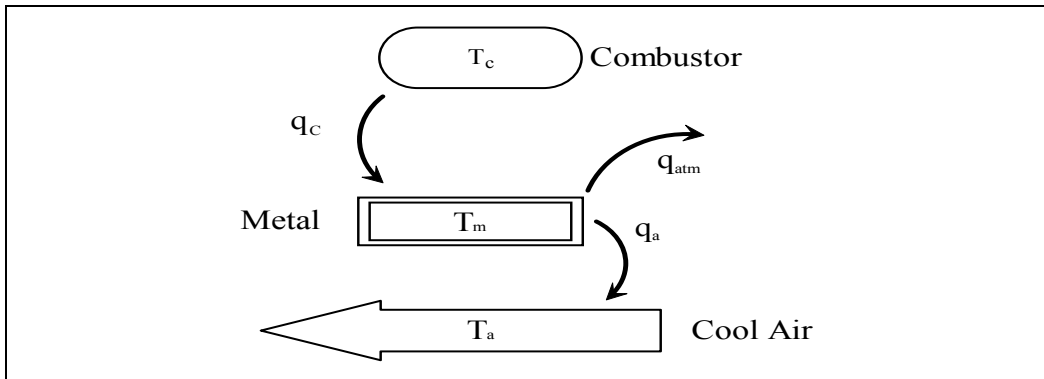 Tc Combustor
qC
qatm
Metal Tm
qa
Ta Cool Air